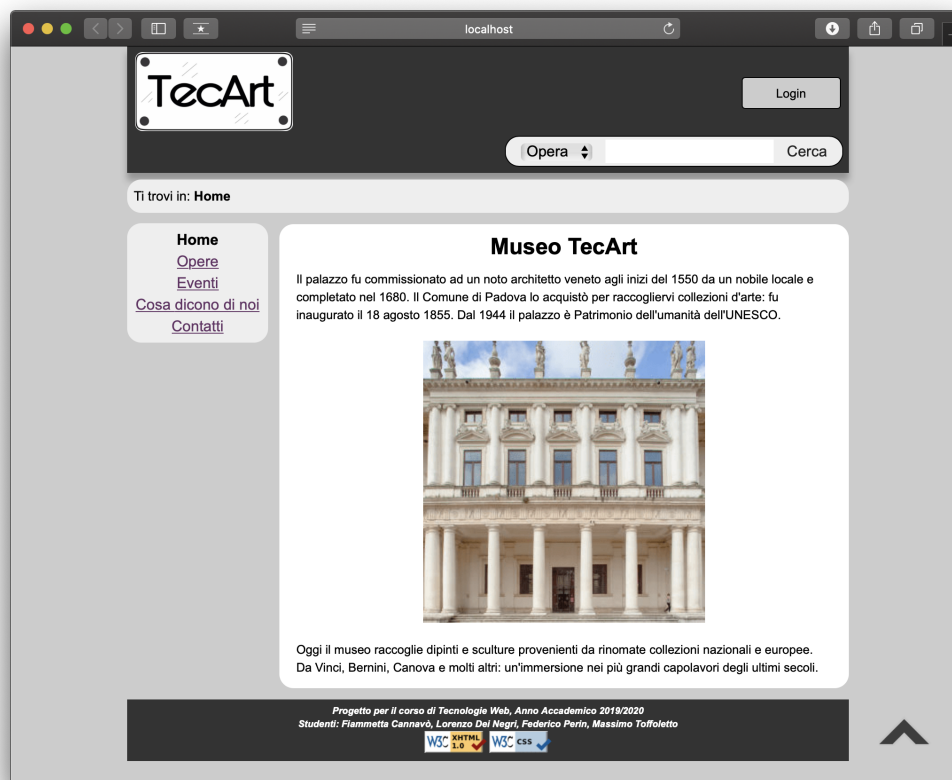 localhost
TecArt
Login
Opera Cerca
Ti trovi in: Home
Home
Opere
Eventi
Cosa dicono di noi
Contatti
Museo TecArt
Il palazzo fu commissionato ad un noto architetto veneto agli inizi del 1550 da un nobile locale e
completato nel 1680. Il Comune di Padova lo acquistò per raccogliervi collezioni d'arte: fu
inaugurato il 18 agosto 1855. Dal 1944 il palazzo è Patrimonio dell'umanità dell'UNESCO.
Oggi il museo raccoglie dipinti e sculture provenienti da rinomate collezioni nazionali e europee.
Da Vinci, Bernini, Canova e molti altri: un'immersione nei più grandi capolavori degli ultimi secoli.
Progetto per il corso di Tecnologie Web, Anno Accademico 2019/2020
Studenti: Fiammetta Cannavò, Lorenzo Dei Negri, Federico Perin, Massimo Toffoletto
W3C XHTML 1.0 W3C css